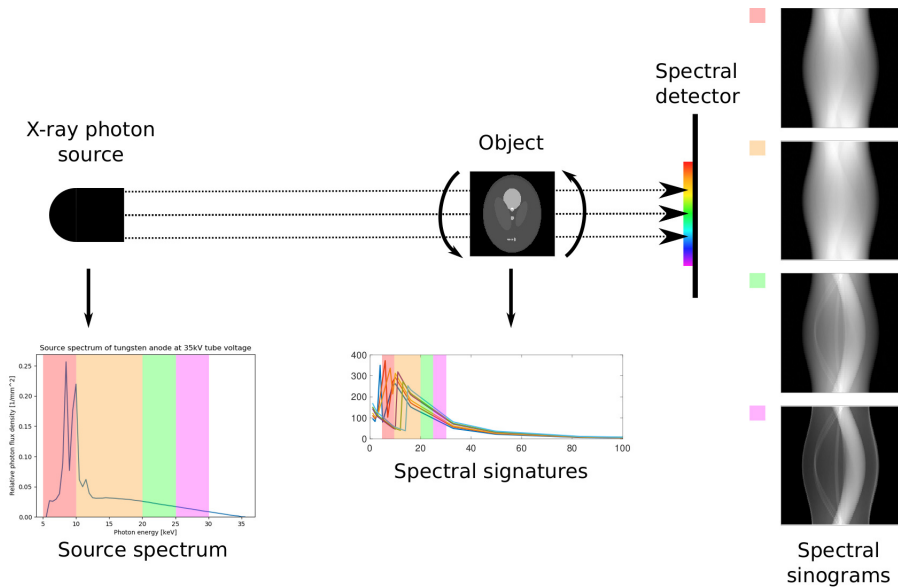 X-ray photon
source
Object
Spectral
detector
Source spectrum of tungsten anode at 35kV tube voltage
Relative photon flux density [1/mm^2]
0.25
0.20
0.15
0.10
0.05
0.00
5
10
15
20
25
30
35
Photon energy [keV]
Source spectrum
400
300
200
100
0
0
20
40
60
80
100
Spectral signatures
Spectral
sinograms